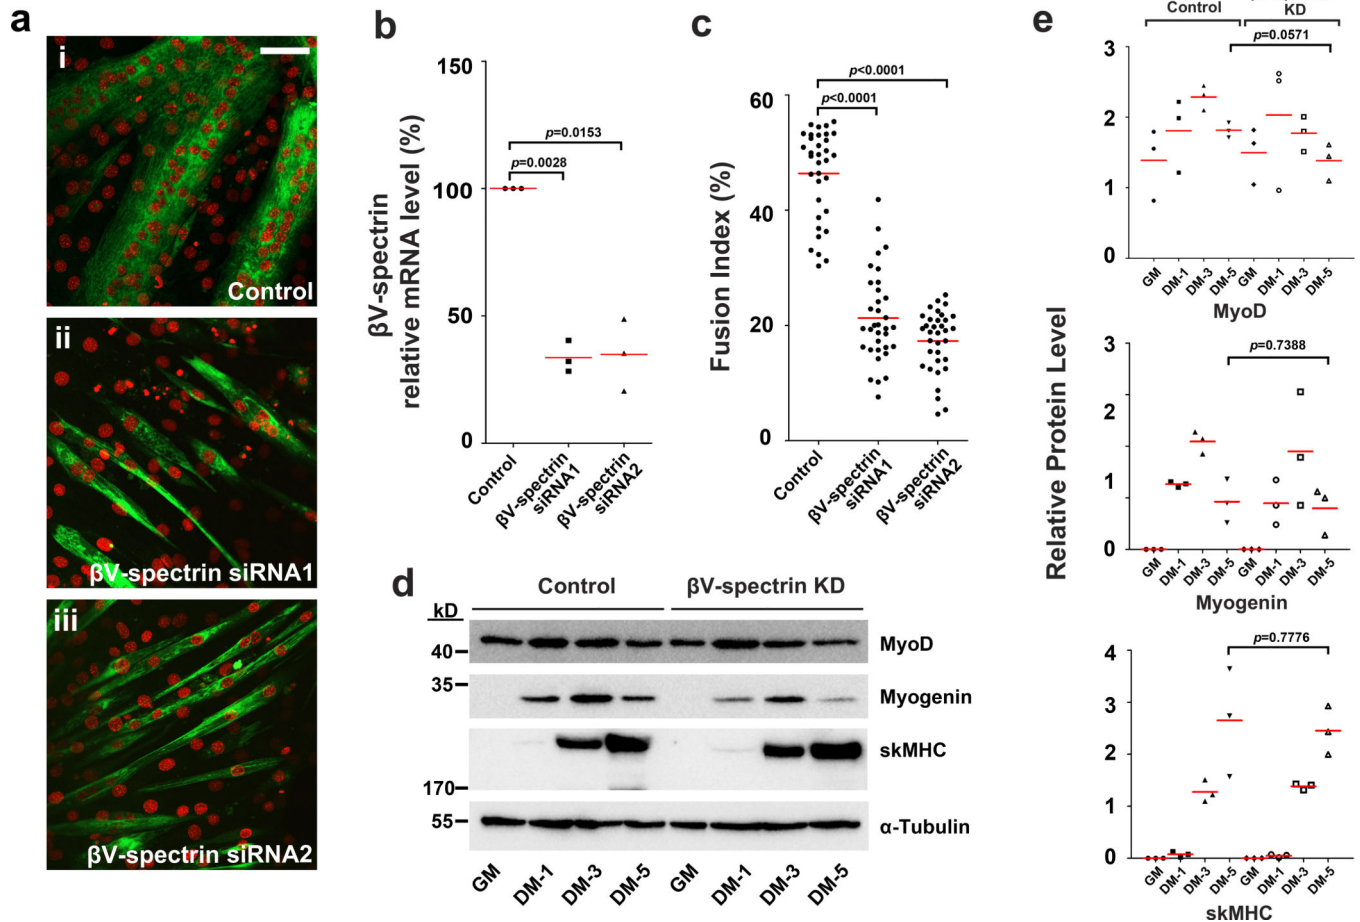 a
i
Control
ii
βV-spectrin siRNA1
iii
βV-spectrin siRNA2
b
βV-spectrin
relative mRNA level (%)
150
100
50
0
p=0.0153
p=0.0028
Control
βV-spectrin
siRNA1
βV-spectrin
siRNA2
c
Fusion Index (%)
60
40
20
0
p<0.0001
p<0.0001
Control
βV-spectrin
siRNA1
βV-spectrin
siRNA2
d
Control
βV-spectrin KD
kD
40
35
170
55
MyoD
Myogenin
skMHC
α-Tubulin
GM
DM-1
DM-3
DM-5
GM
DM-1
DM-3
DM-5
e
Relative Protein Level
Control
KD
p=0.0571
3
2
1
0
GM
DM-1
DM-3
DM-5
GM
DM-1
DM-3
DM-5
MyoD
p=0.7388
3
2
1
0
GM
DM-1
DM-3
DM-5
GM
DM-1
DM-3
DM-5
Myogenin
p=0.7776
4
3
2
1
0
GM
DM-1
DM-3
DM-5
GM
DM-1
DM-3
DM-5
skMHC